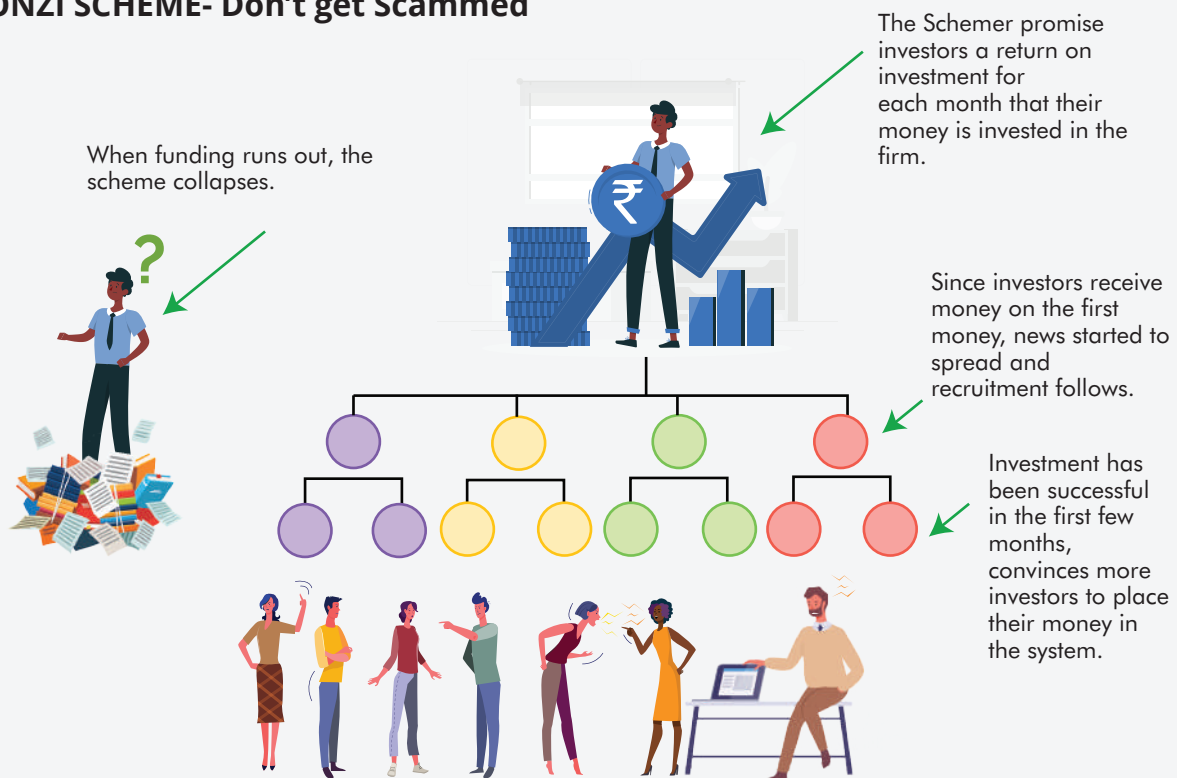 ONZI SCHEME- Don't get Scammed
The Schemer promise
investors a return on
investment for
each month that their
money is invested in the
firm.
When funding runs out, the
scheme collapses.
?
₹
Since investors receive
money on the first
money, news started to
spread and
recruitment follows.
Investment has
been successful
in the first few
months,
convinces more
investors to place
their money in
the system.